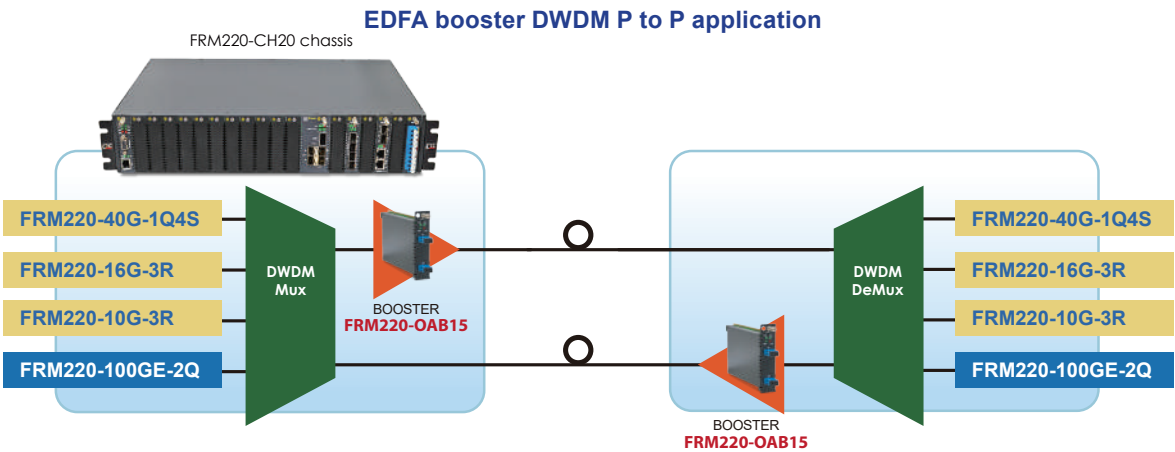 EDFA booster DWDM P to P application
FRM220-CH20 chassis
FRM220-40G-1Q4S
FRM220-16G-3R
FRM220-10G-3R
FRM220-100GE-2Q
DWDM
Mux
BOOSTER
FRM220-OAB15
BOOSTER
FRM220-OAB15
DWDM
DeMux
FRM220-40G-1Q4S
FRM220-16G-3R
FRM220-10G-3R
FRM220-100GE-2Q